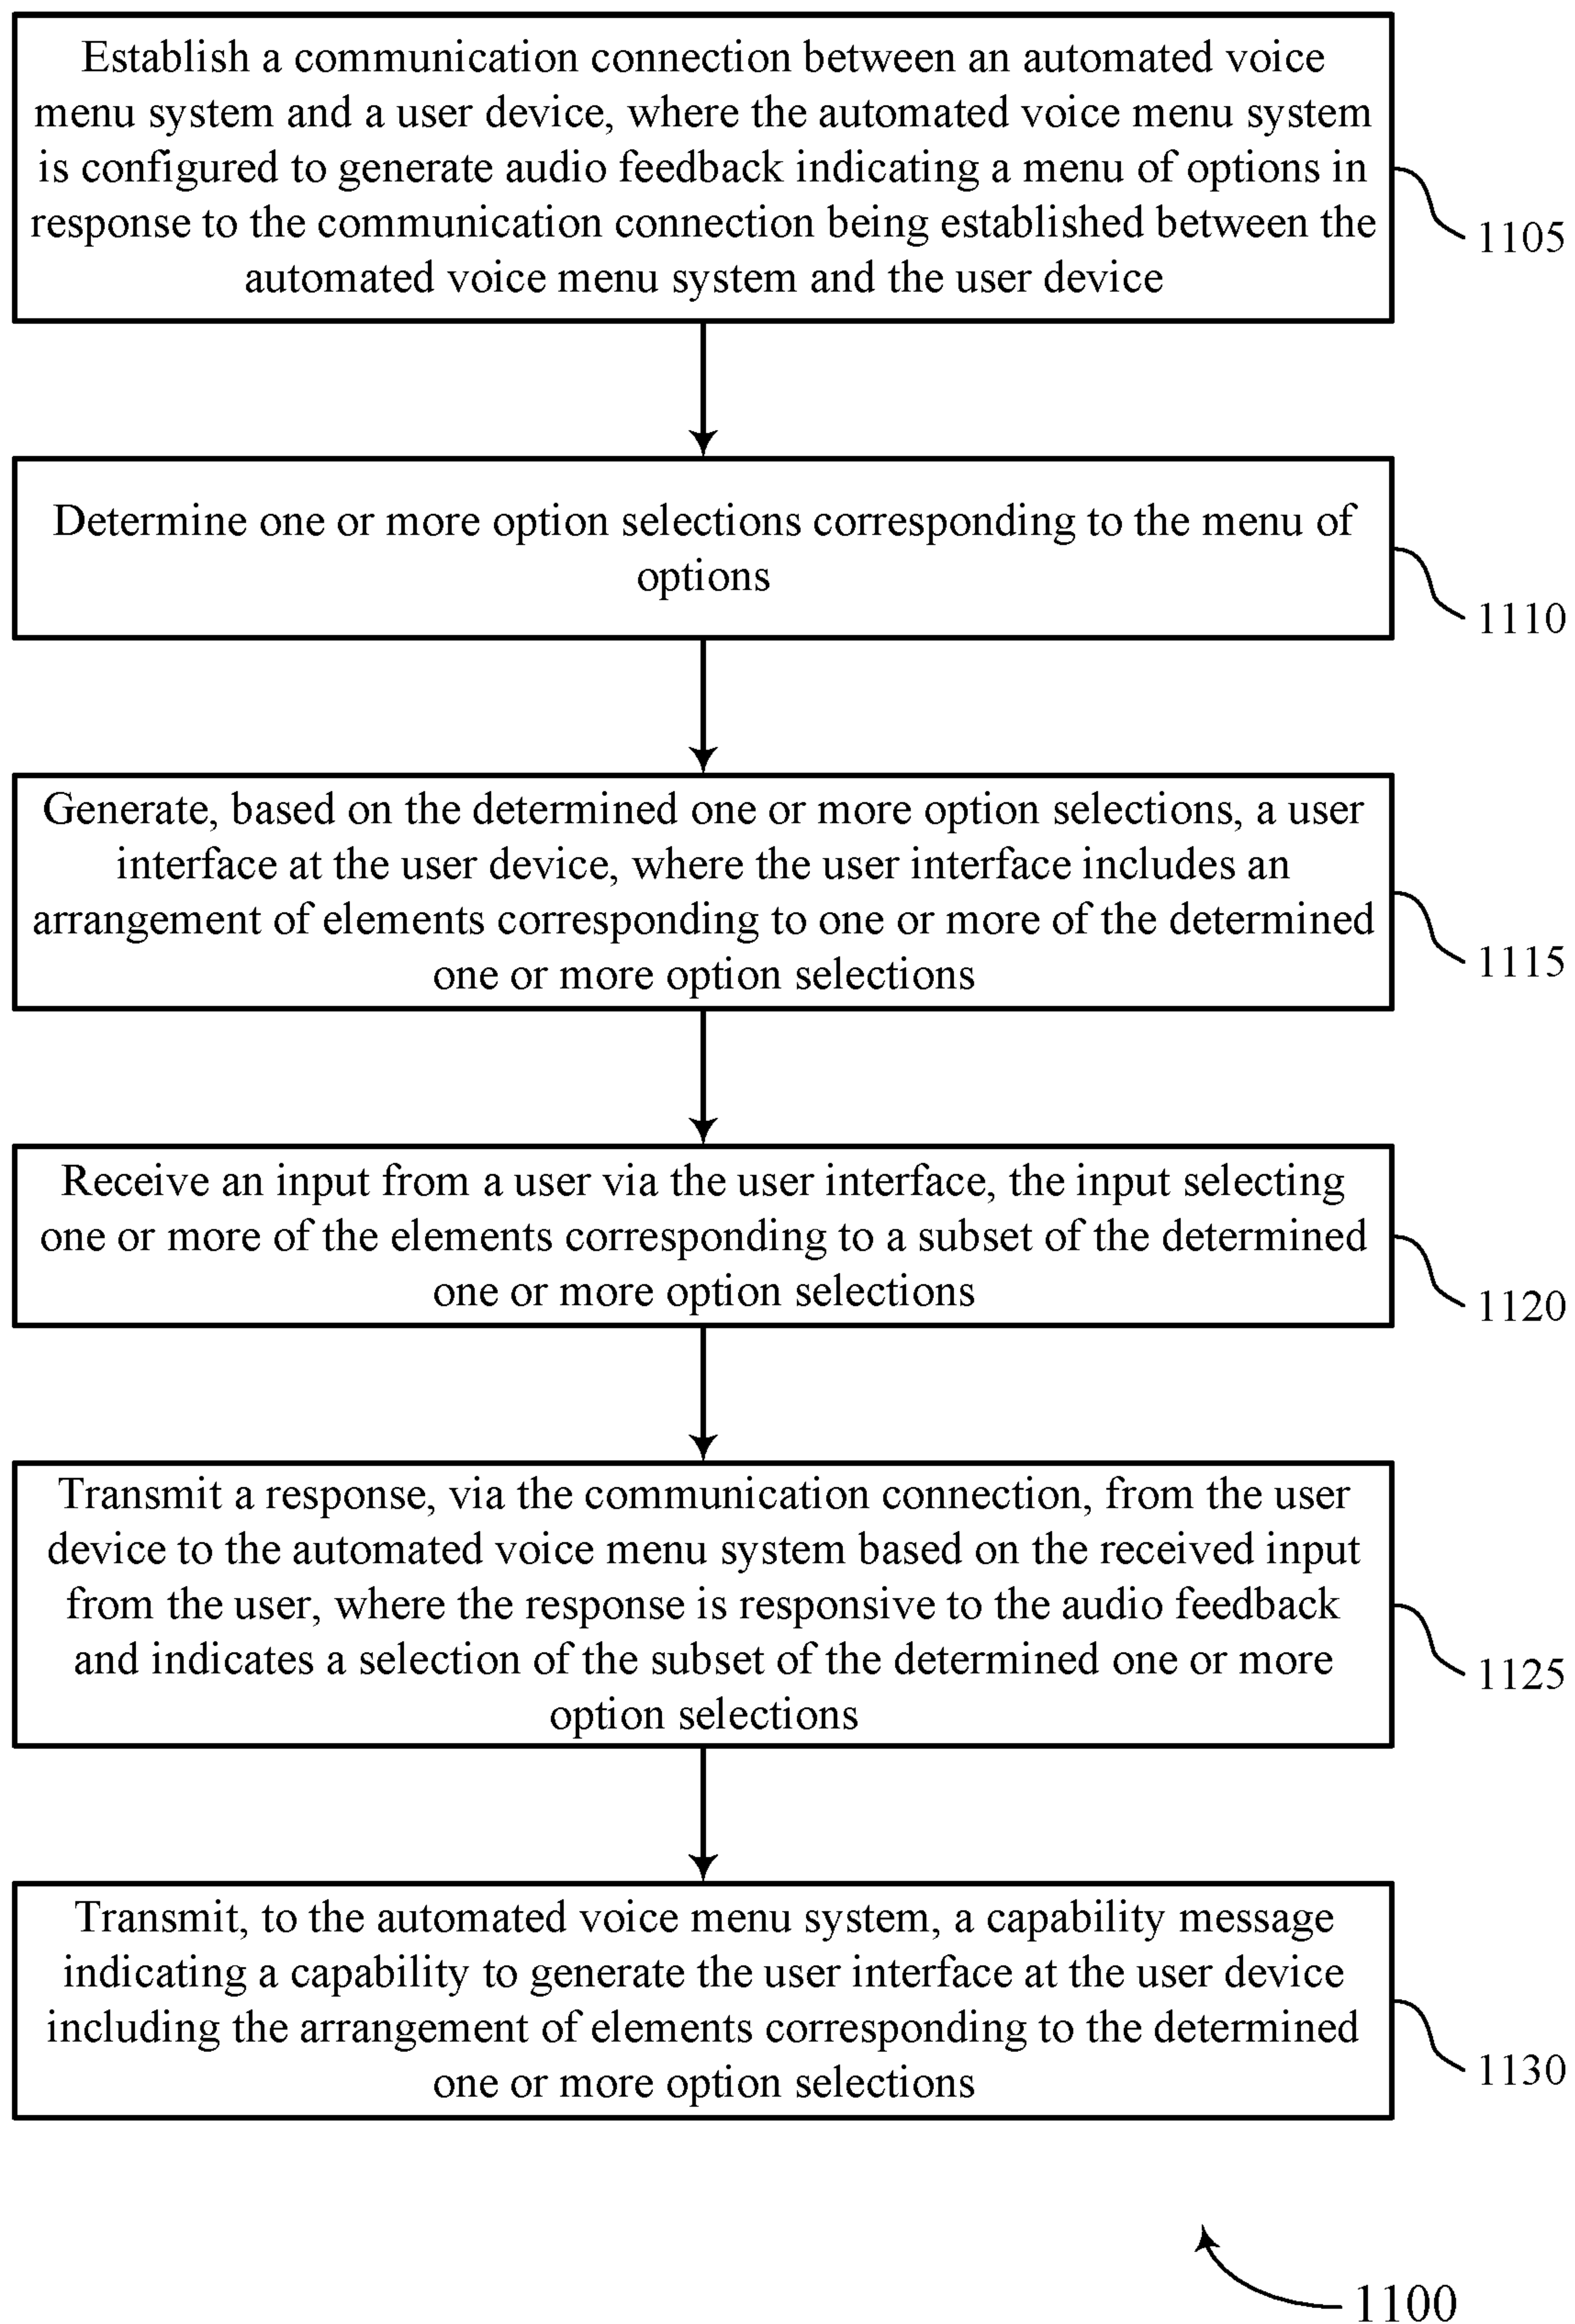 Establish a communication connection between an automated voice
menu system and a user device, where the automated voice menu system
is configured to generate audio feedback indicating a menu of options in
response to the communication connection being established between the
automated voice menu system and the user device
1105
Determine one or more option selections corresponding to the menu of
options
1110
Generate, based on the determined one or more option selections, a user
interface at the user device, where the user interface includes an
arrangement of elements corresponding to one or more of the determined
one or more option selections
1115
Receive an input from a user via the user interface, the input selecting
one or more of the elements corresponding to a subset of the determined
one or more option selections
1120
Transmit a response, via the communication connection, from the user
device to the automated voice menu system based on the received input
from the user, where the response is responsive to the audio feedback
and indicates a selection of the subset of the determined one or more
option selections
1125
Transmit, to the automated voice menu system, a capability message
indicating a capability to generate the user interface at the user device
including the arrangement of elements corresponding to the determined
one or more option selections
1130
1100